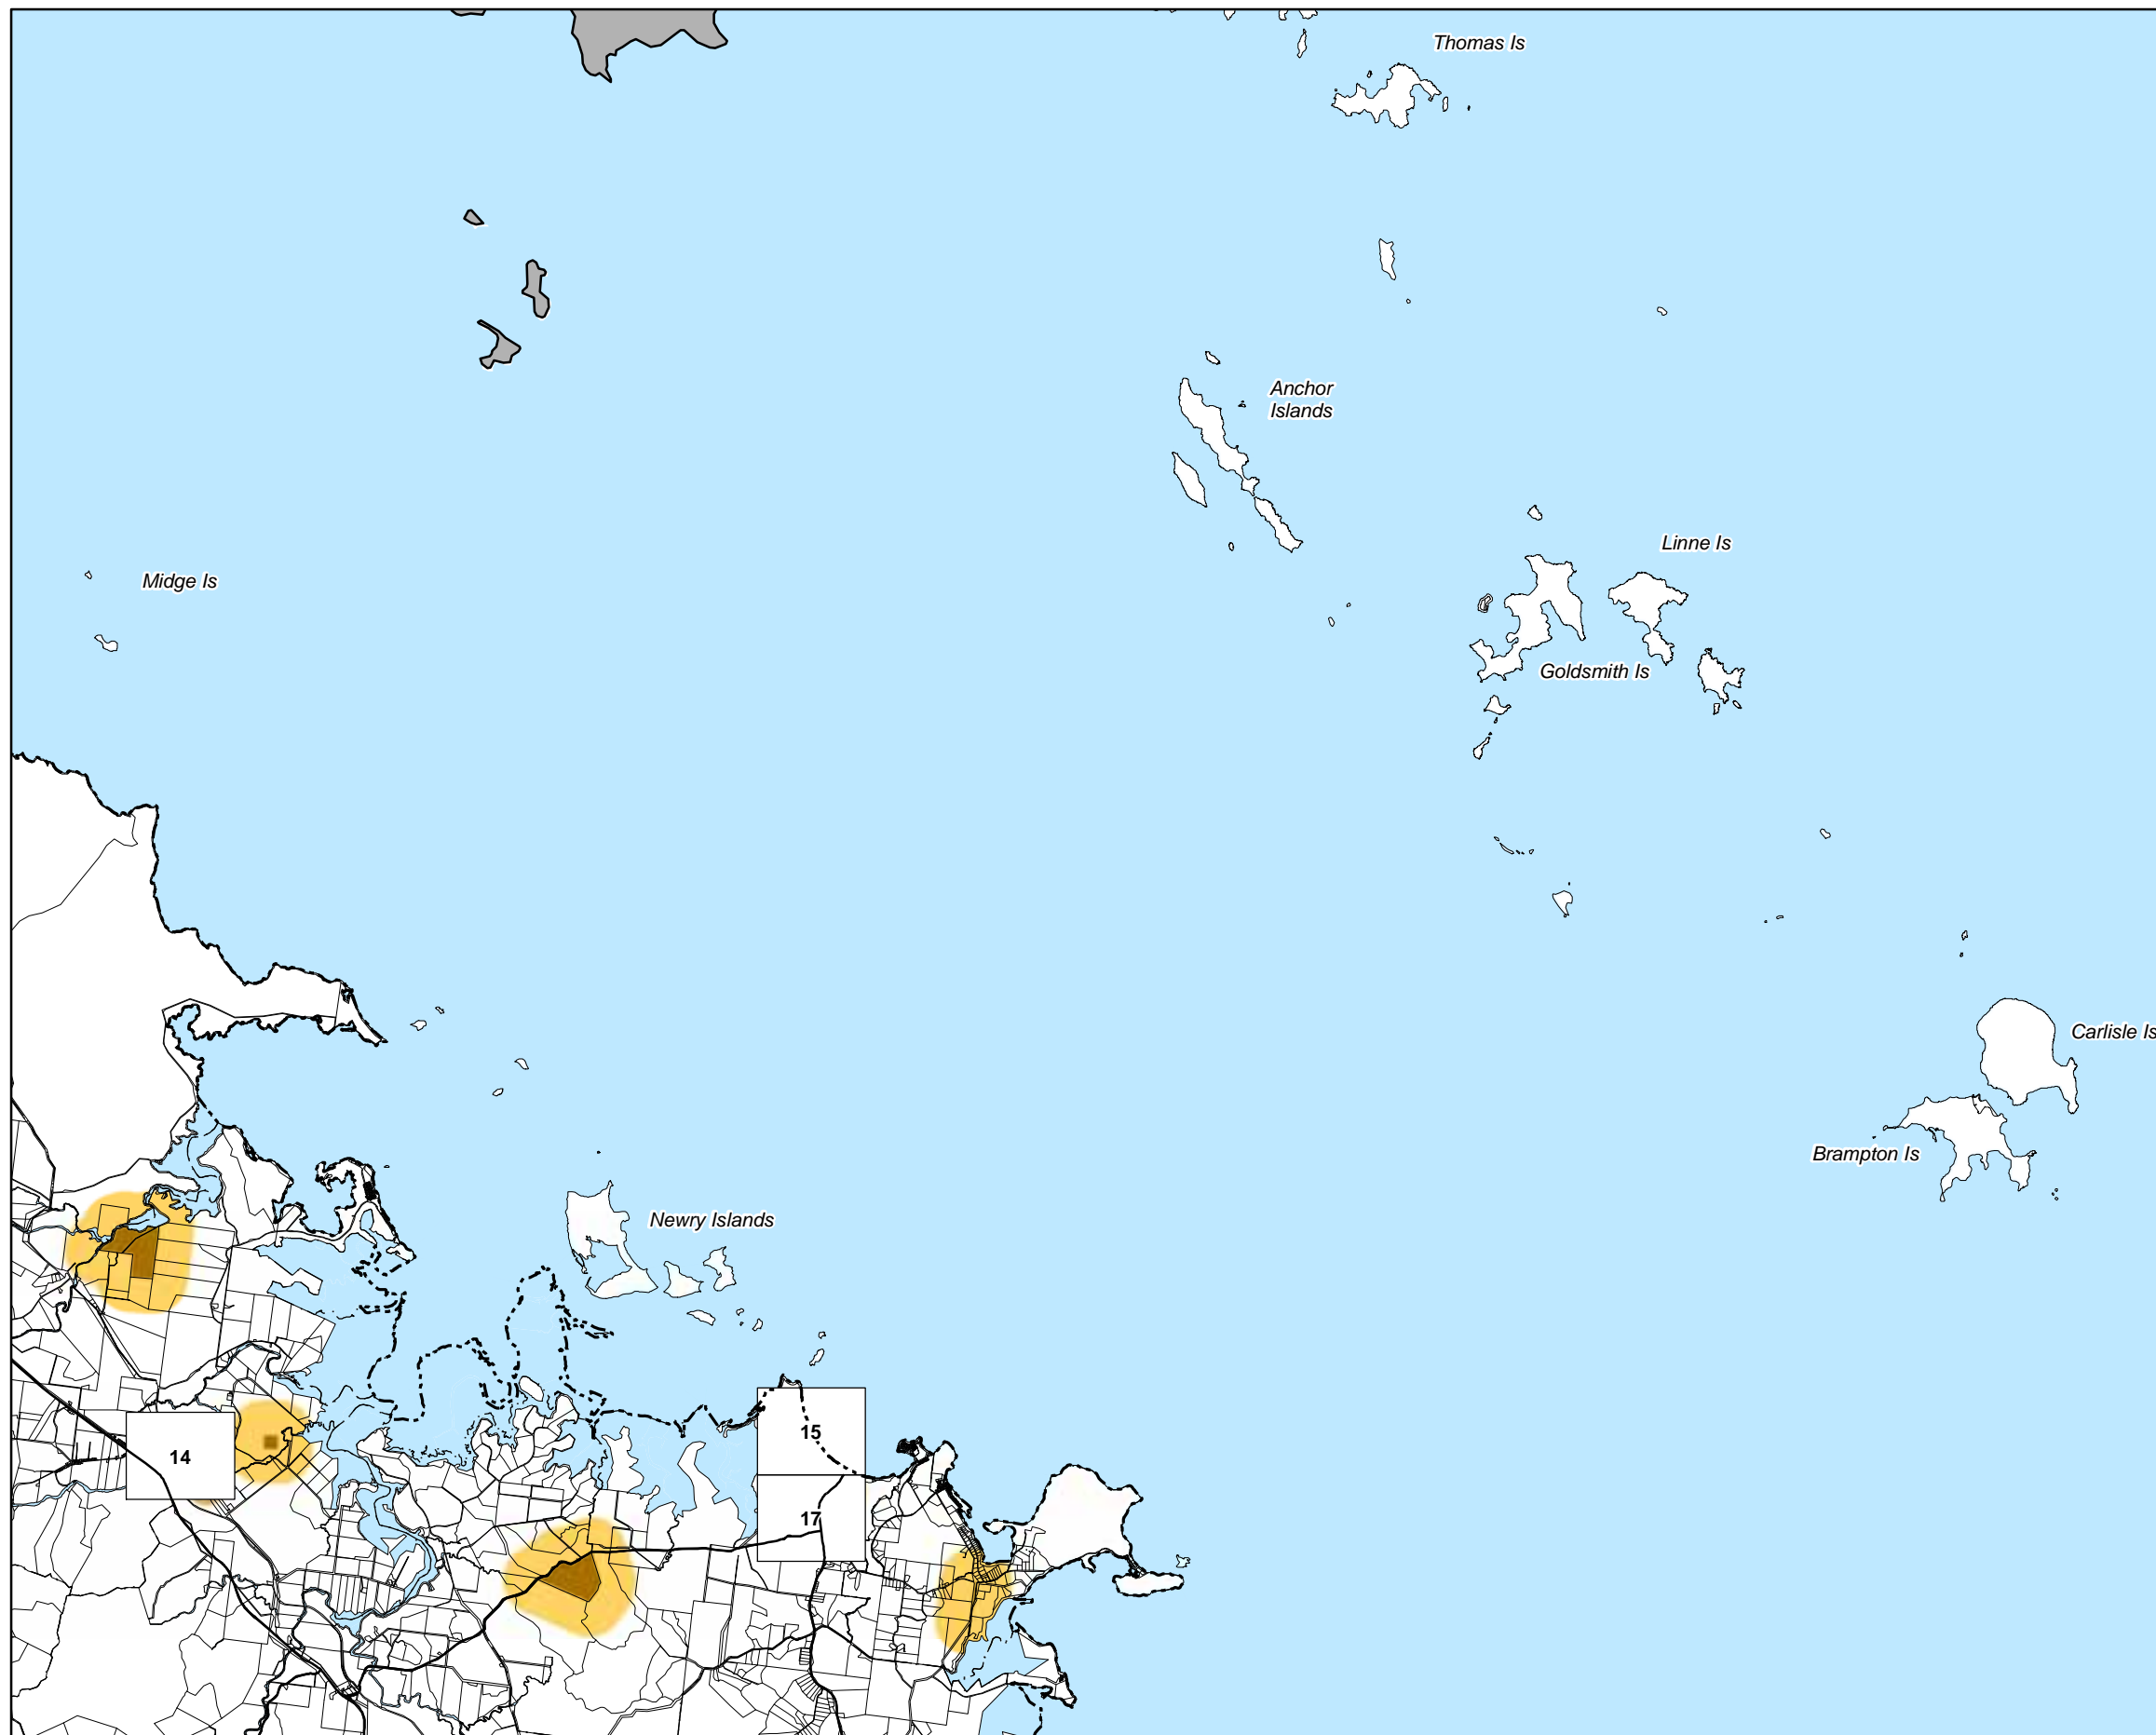 Thomas Is
Anchor
Islands
Linne Is
Midge Is
Goldsmith Is
Carlisle Is
Brampton Is
Newry Islands
15
14
17